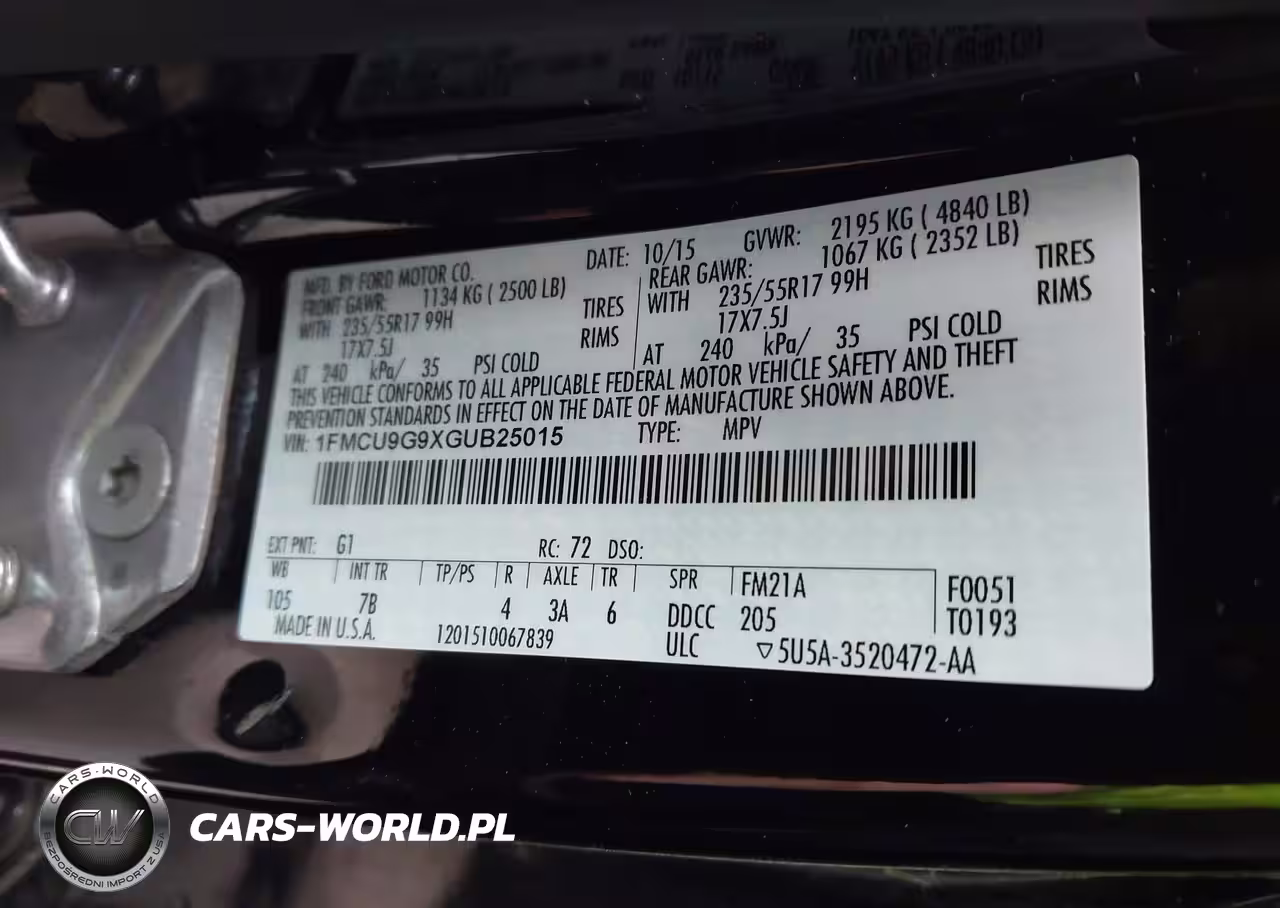 MFD. BY FORD MOTOR CO. DATE: 10/15 GVWR: 2195 KG ( 4840 LB)
FRONT GAWR: 1134 KG ( 2500 LB) REAR GAWR: 1067 KG ( 2352 LB)
WITH 235/55R17 99H TIRES WITH 235/55R17 99H TIRES
17X7.5J RIMS 17X7.5J RIMS
AT 240 kPa/ 35 PSI COLD AT 240 kPa/ 35 PSI COLD
THIS VEHICLE CONFORMS TO ALL APPLICABLE FEDERAL MOTOR VEHICLE SAFETY AND THEFT
PREVENTION STANDARDS IN EFFECT ON THE DATE OF MANUFACTURE SHOWN ABOVE.
VIN: 1FMCU9G9XGUB25015 TYPE: MPV
EXT PNT: G1 RC: 72 DSO:
WB INT TR TP/PS R AXLE TR SPR FM21A F0051
105 7B 4 3A 6 DDCC 205 T0193
MADE IN U.S.A. 1201510067839 ULC ▽5U5A-3520472-AA
CARS-WORLD
CW
BEZPOŚREDNI IMPORT Z USA
CARS-WORLD.PL